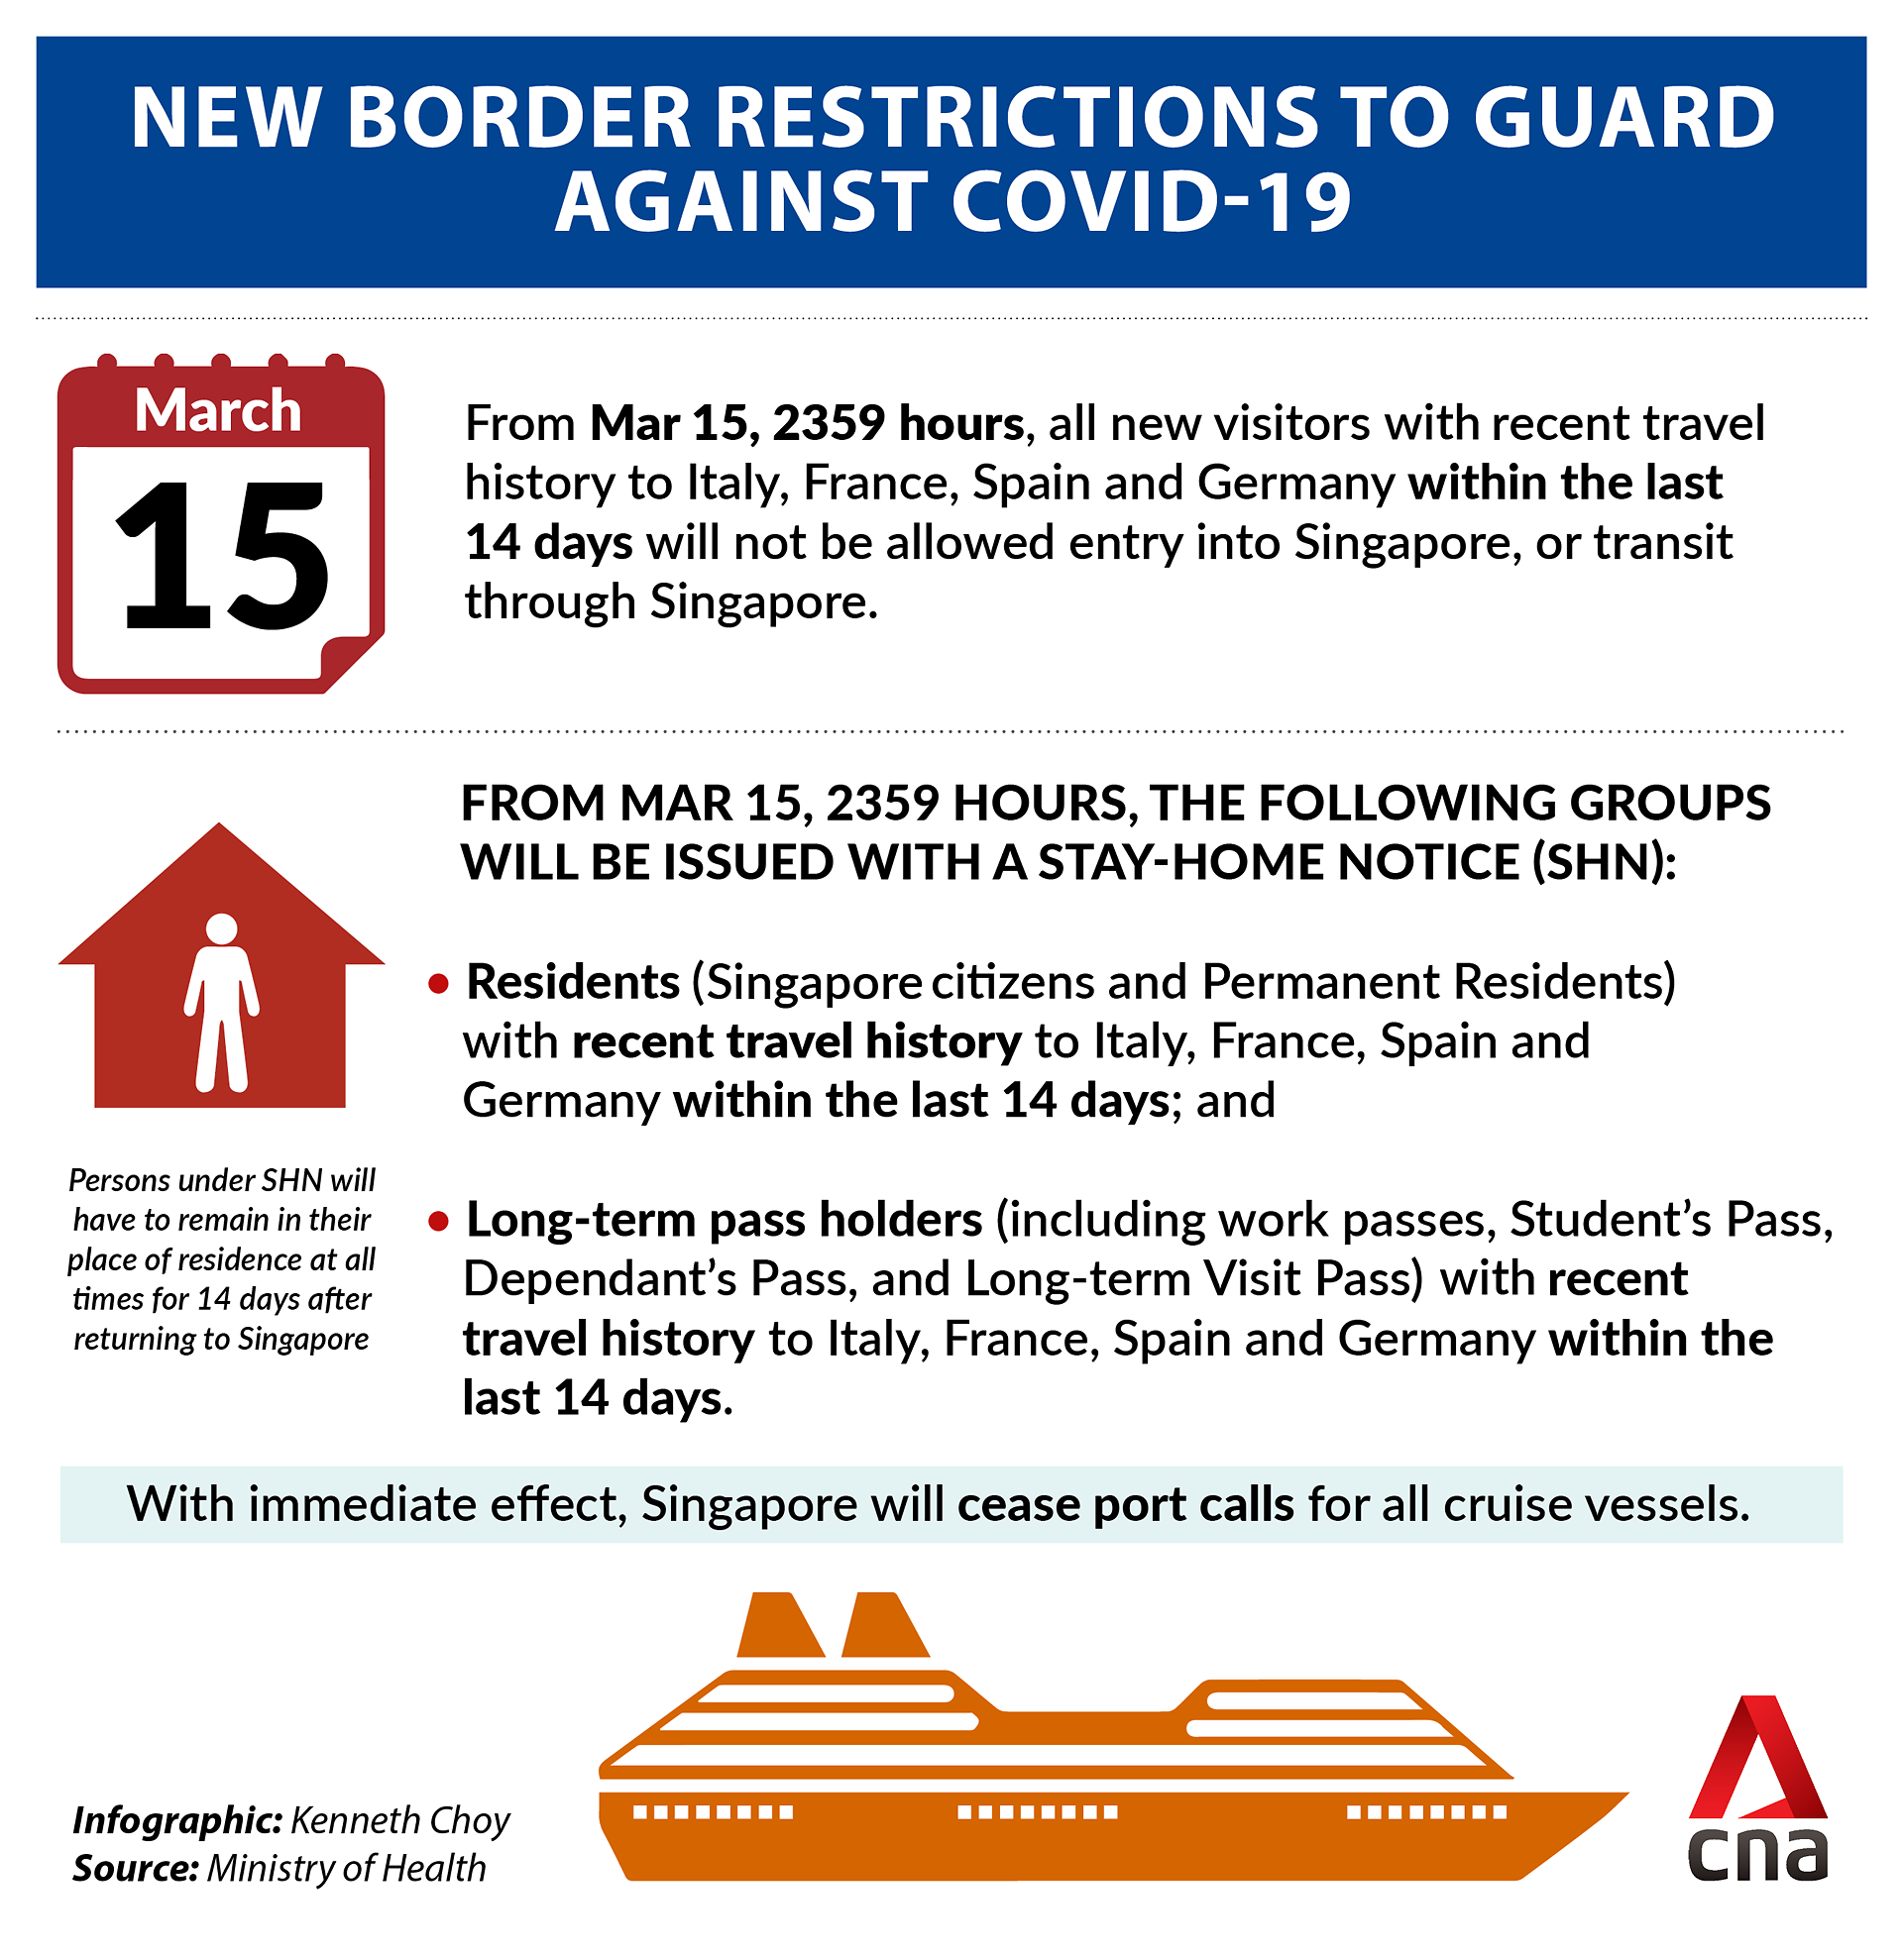 NEW BORDER RESTRICTIONS TO GUARD
AGAINST COVID-19
March
15
From Mar 15, 2359 hours, all new visitors with recent travel
history to Italy, France, Spain and Germany within the last
14 days will not be allowed entry into Singapore, or transit
through Singapore.
FROM MAR 15, 2359 HOURS, THE FOLLOWING GROUPS
WILL BE ISSUED WITH A STAY-HOME NOTICE (SHN):
• Residents (Singapore citizens and Permanent Residents)
with recent travel history to Italy, France, Spain and
Germany within the last 14 days; and
• Long-term pass holders (including work passes, Student’s Pass,
Dependant’s Pass, and Long-term Visit Pass) with recent
travel history to Italy, France, Spain and Germany within the
last 14 days.
Persons under SHN will
have to remain in their
place of residence at all
times for 14 days after
returning to Singapore
With immediate effect, Singapore will cease port calls for all cruise vessels.
Infographic: Kenneth Choy
Source: Ministry of Health
cna